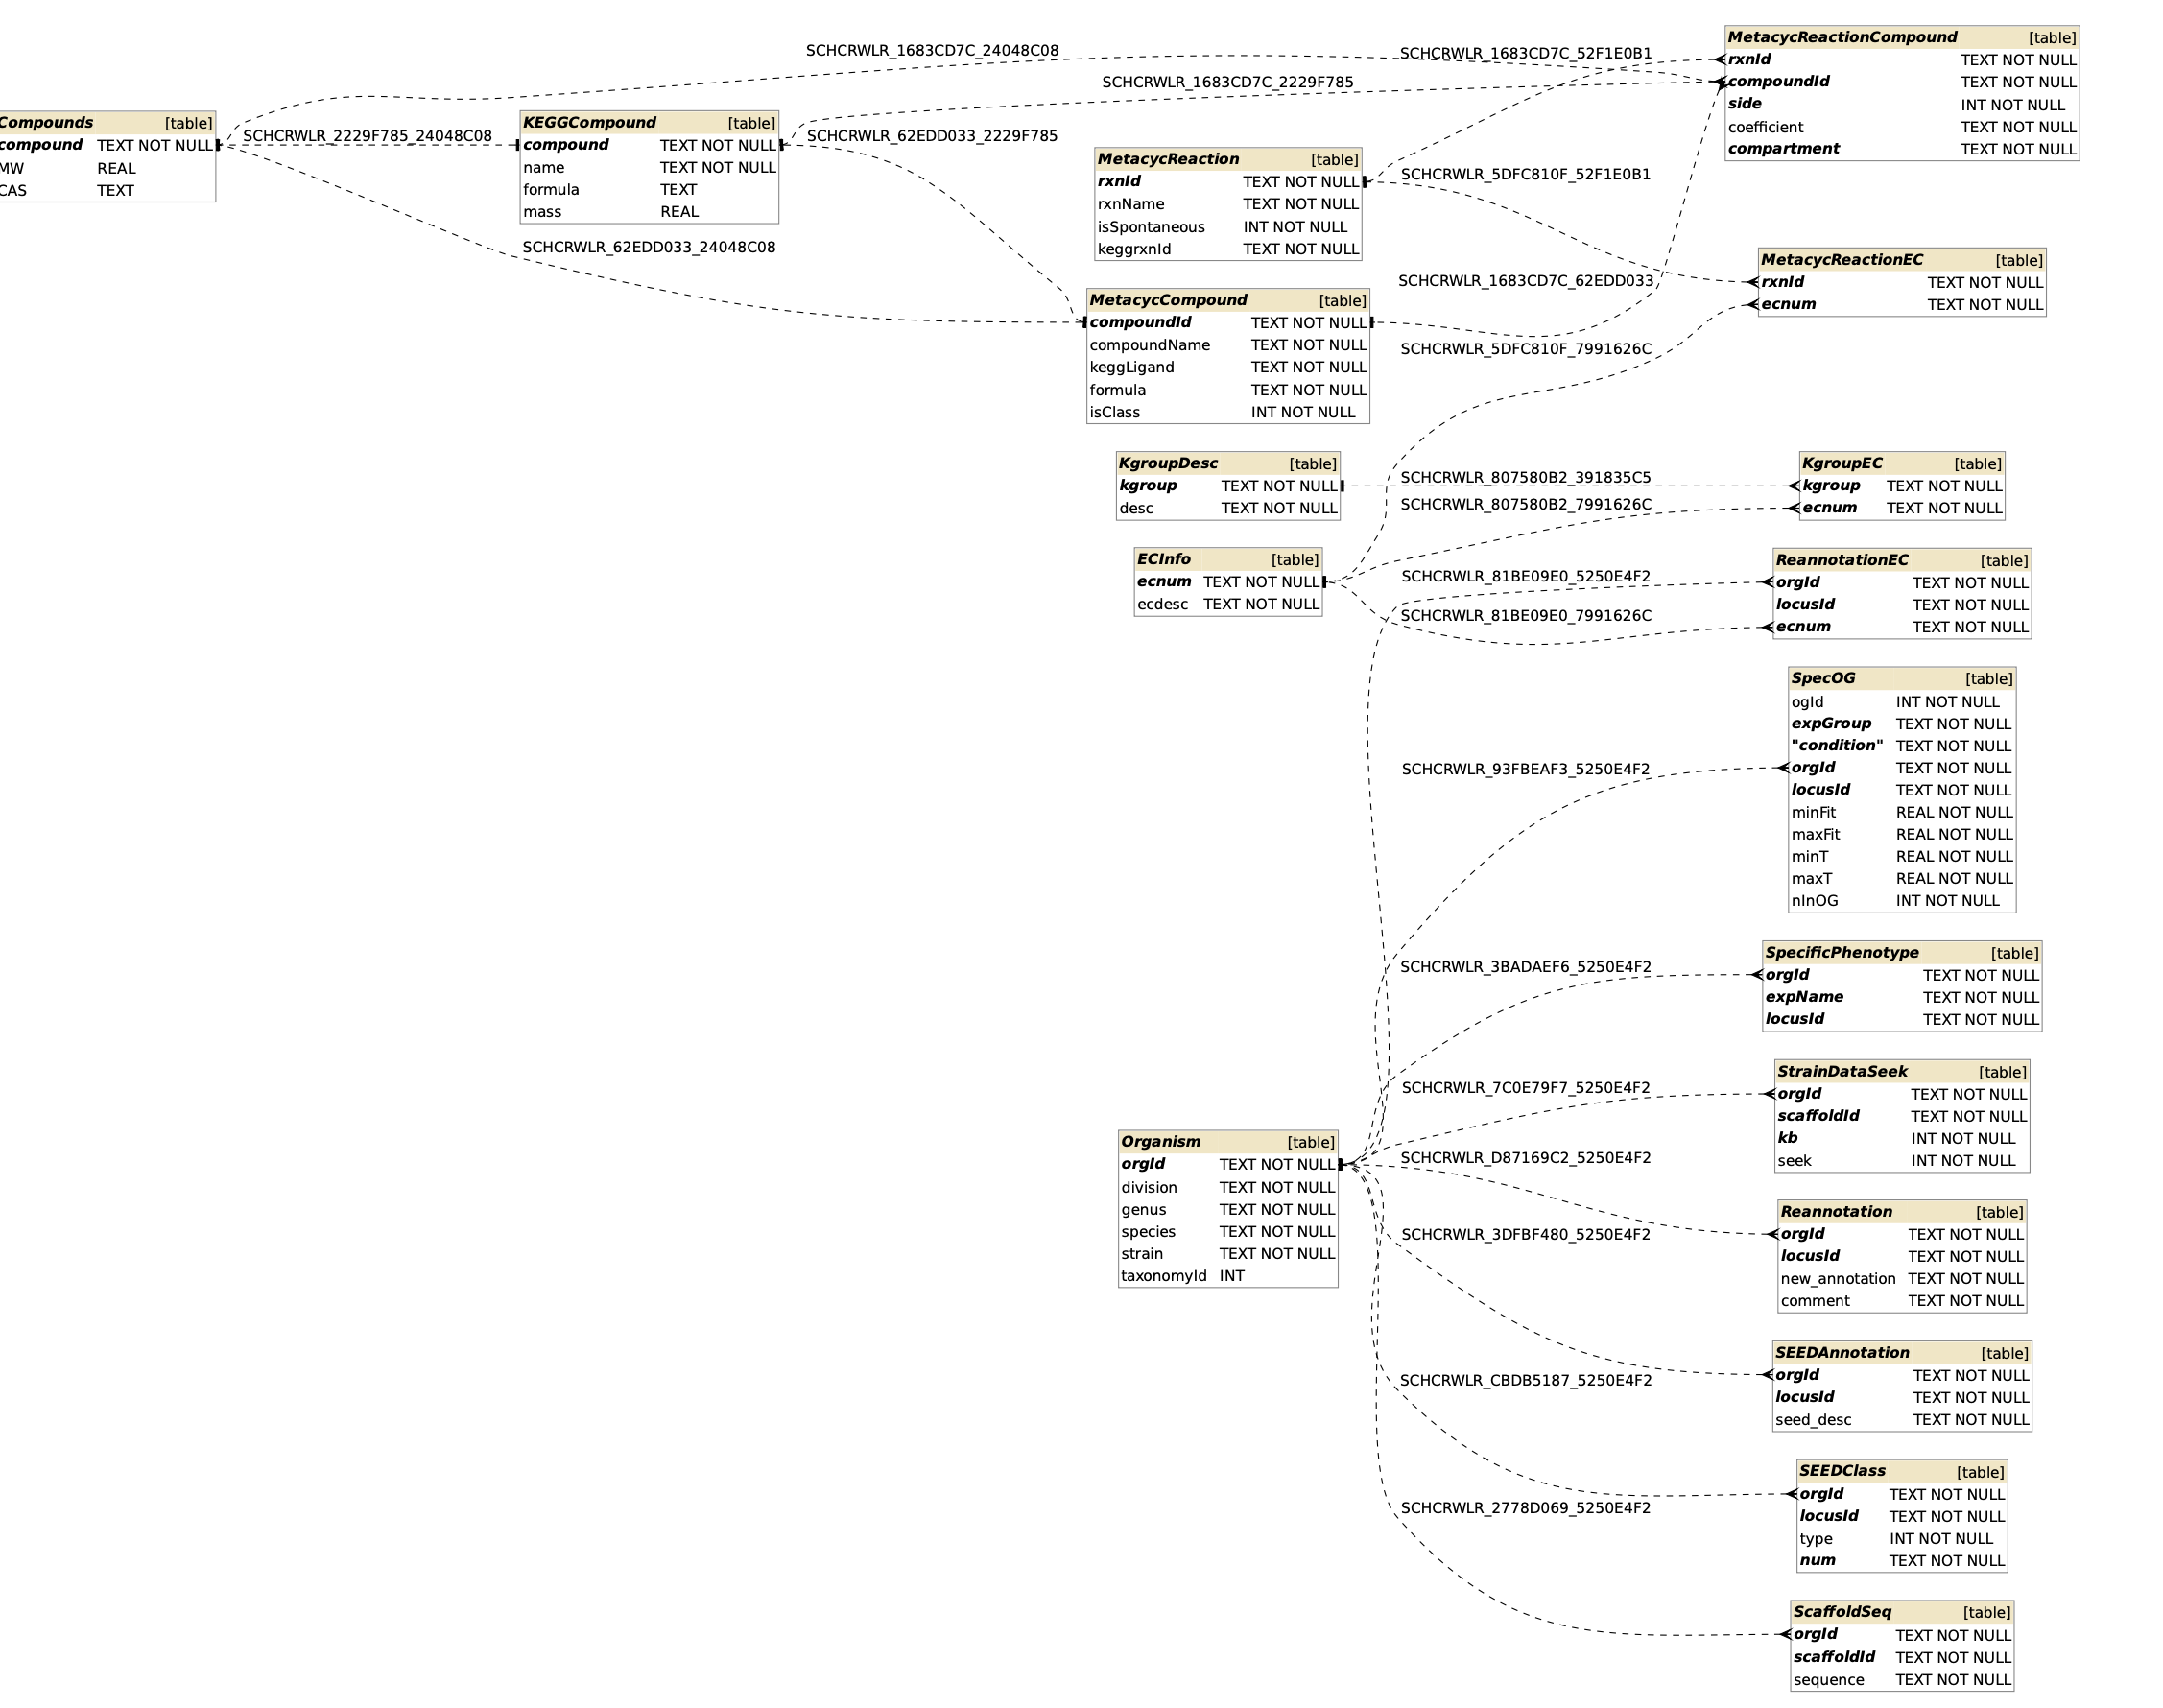 SCHCRWLR_1683CD7C_24048C08
SCHCRWLR_1683CD7C_52F1E0B1
SCHCRWLR_1683CD7C_2229F785
MetacycReactionCompound [table]
rxnId TEXT NOT NULL
compoundId TEXT NOT NULL
side INT NOT NULL
coefficient TEXT NOT NULL
compartment TEXT NOT NULL
Compounds [table]
compound TEXT NOT NULL
MW REAL
CAS TEXT
SCHCRWLR_2229F785_24048C08
KEGGCompound [table]
compound TEXT NOT NULL
name TEXT NOT NULL
formula TEXT
mass REAL
SCHCRWLR_62EDD033_2229F785
SCHCRWLR_62EDD033_24048C08
MetacycReaction [table]
rxnId TEXT NOT NULL
rxnName TEXT NOT NULL
isSpontaneous INT NOT NULL
keggrxnId TEXT NOT NULL
SCHCRWLR_5DFC810F_52F1E0B1
SCHCRWLR_1683CD7C_62EDD033
MetacycReactionEC [table]
rxnId TEXT NOT NULL
ecnum TEXT NOT NULL
MetacycCompound [table]
compoundId TEXT NOT NULL
compoundName TEXT NOT NULL
keggLigand TEXT NOT NULL
formula TEXT NOT NULL
isClass INT NOT NULL
SCHCRWLR_5DFC810F_7991626C
KgroupDesc [table]
kgroup TEXT NOT NULL
desc TEXT NOT NULL
SCHCRWLR_807580B2_391835C5
SCHCRWLR_807580B2_7991626C
KgroupEC [table]
kgroup TEXT NOT NULL
ecnum TEXT NOT NULL
ECInfo [table]
ecnum TEXT NOT NULL
ecdesc TEXT NOT NULL
SCHCRWLR_81BE09E0_5250E4F2
SCHCRWLR_81BE09E0_7991626C
ReannotationEC [table]
orgId TEXT NOT NULL
locusId TEXT NOT NULL
ecnum TEXT NOT NULL
SpecOG [table]
ogId INT NOT NULL
expGroup TEXT NOT NULL
"condition" TEXT NOT NULL
orgId TEXT NOT NULL
locusId TEXT NOT NULL
minFit REAL NOT NULL
maxFit REAL NOT NULL
minT REAL NOT NULL
maxT REAL NOT NULL
nInOG INT NOT NULL
SCHCRWLR_93FBEAF3_5250E4F2
SCHCRWLR_3BADAEF6_5250E4F2
SpecificPhenotype [table]
orgId TEXT NOT NULL
expName TEXT NOT NULL
locusId TEXT NOT NULL
SCHCRWLR_7C0E79F7_5250E4F2
StrainDataSeek [table]
orgId TEXT NOT NULL
scaffoldId TEXT NOT NULL
kb INT NOT NULL
seek INT NOT NULL
Organism [table]
orgId TEXT NOT NULL
division TEXT NOT NULL
genus TEXT NOT NULL
species TEXT NOT NULL
strain TEXT NOT NULL
taxonomyId INT
SCHCRWLR_D87169C2_5250E4F2
SCHCRWLR_3DFBF480_5250E4F2
Reannotation [table]
orgId TEXT NOT NULL
locusId TEXT NOT NULL
new_annotation TEXT NOT NULL
comment TEXT NOT NULL
SCHCRWLR_CBDB5187_5250E4F2
SEEDAnnotation [table]
orgId TEXT NOT NULL
locusId TEXT NOT NULL
seed_desc TEXT NOT NULL
SCHCRWLR_2778D069_5250E4F2
SEEDClass [table]
orgId TEXT NOT NULL
locusId TEXT NOT NULL
type INT NOT NULL
num TEXT NOT NULL
ScaffoldSeq [table]
orgId TEXT NOT NULL
scaffoldId TEXT NOT NULL
sequence TEXT NOT NULL